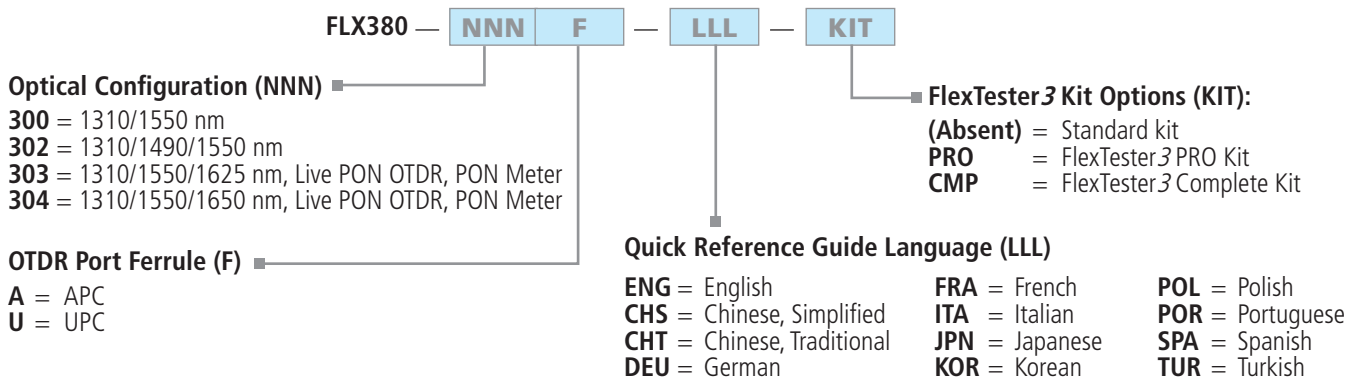 FLX380 — NNN F — LLL — KIT
Optical Configuration (NNN)
300 = 1310/1550 nm
302 = 1310/1490/1550 nm
303 = 1310/1550/1625 nm, Live PON OTDR, PON Meter
304 = 1310/1550/1650 nm, Live PON OTDR, PON Meter
OTDR Port Ferrule (F)
A = APC
U = UPC
Quick Reference Guide Language (LLL)
ENG = English
CHS = Chinese, Simplified
CHT = Chinese, Traditional
DEU = German
FRA = French
ITA = Italian
JPN = Japanese
KOR = Korean
POL = Polish
POR = Portuguese
SPA = Spanish
TUR = Turkish
FlexTester3 Kit Options (KIT):
(Absent) = Standard kit
PRO = FlexTester3 PRO Kit
CMP = FlexTester3 Complete Kit